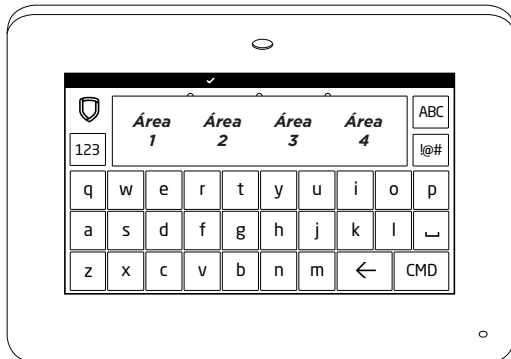 Área 1 Área 2 Área 3 Área 4
ABC
123
!@#
q w e r t y u i o p
a s d f g h j k l
z x c v b n m ← CMD